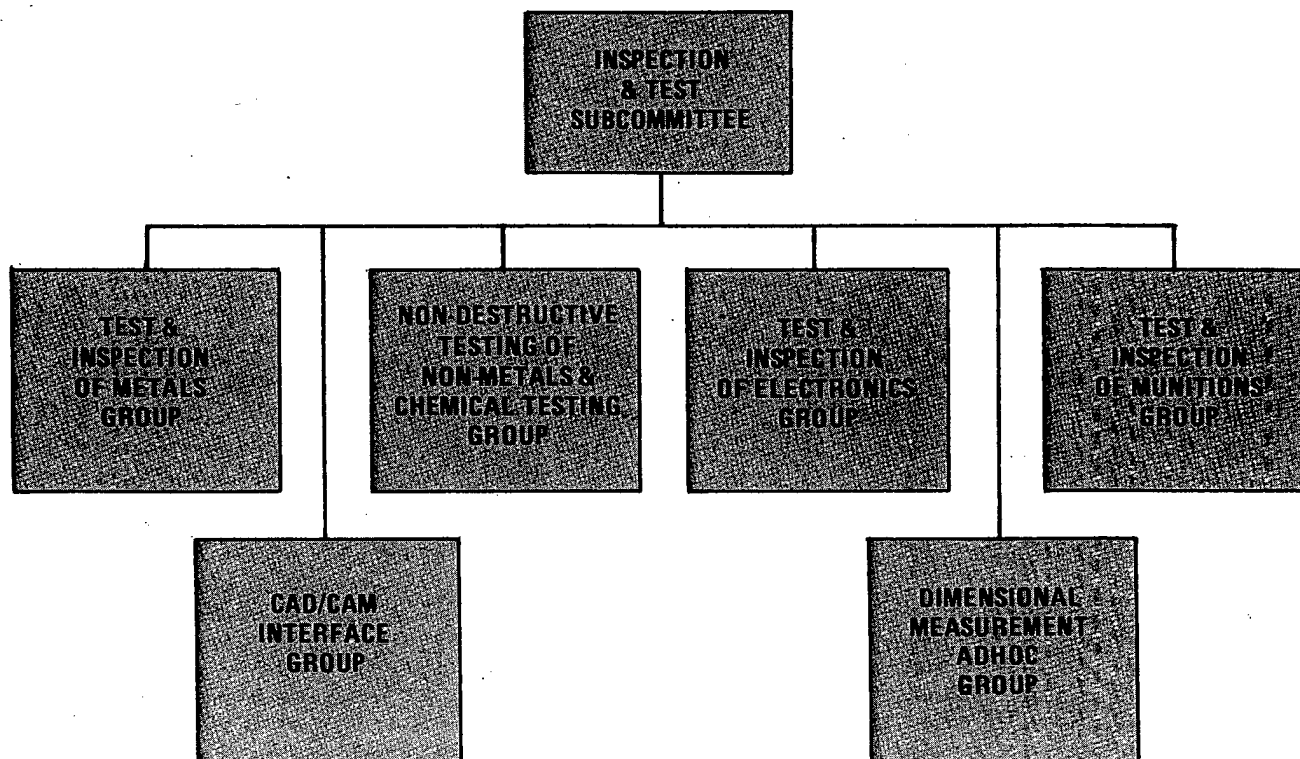 INSPECTION
& TEST
SUBCOMMITTEE
TEST &
INSPECTION
OF METALS
GROUP
NON-DESTRUCTIVE
TESTING OF
NON-METALS &
CHEMICAL TESTING
GROUP
TEST &
INSPECTION
OF ELECTRONICS
GROUP
TEST &
INSPECTION
OF MUNITIONS
GROUP
CAD/CAM
INTERFACE
GROUP
DIMENSIONAL
MEASUREMENT
ADHOC
GROUP